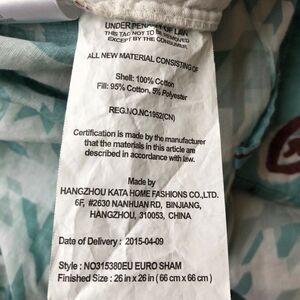 UNDER PENALTY OF LAW
THIS TAG NOT TO BE REMOVED
EXCEPT BY THE CONSUMER
ALL NEW MATERIAL CONSISTING OF
Shell: 100% Cotton
Fill: 95% Cotton, 5% Polyester
REG.NO.NC1952(CN)
Certification is made by the manufacturer
that the materials in this article are
described in accordance with law.
Made by
HANGZHOU KATA HOME FASHIONS CO.,LTD.
6F, #2630 NANHUAN RD, BINJIANG,
HANGZHOU, 310053, CHINA
Date of Delivery : 2015-04-09
Style : NO315380EU EURO SHAM
Finished Size : 26 in x 26 in ( 66 cm x 66 cm )